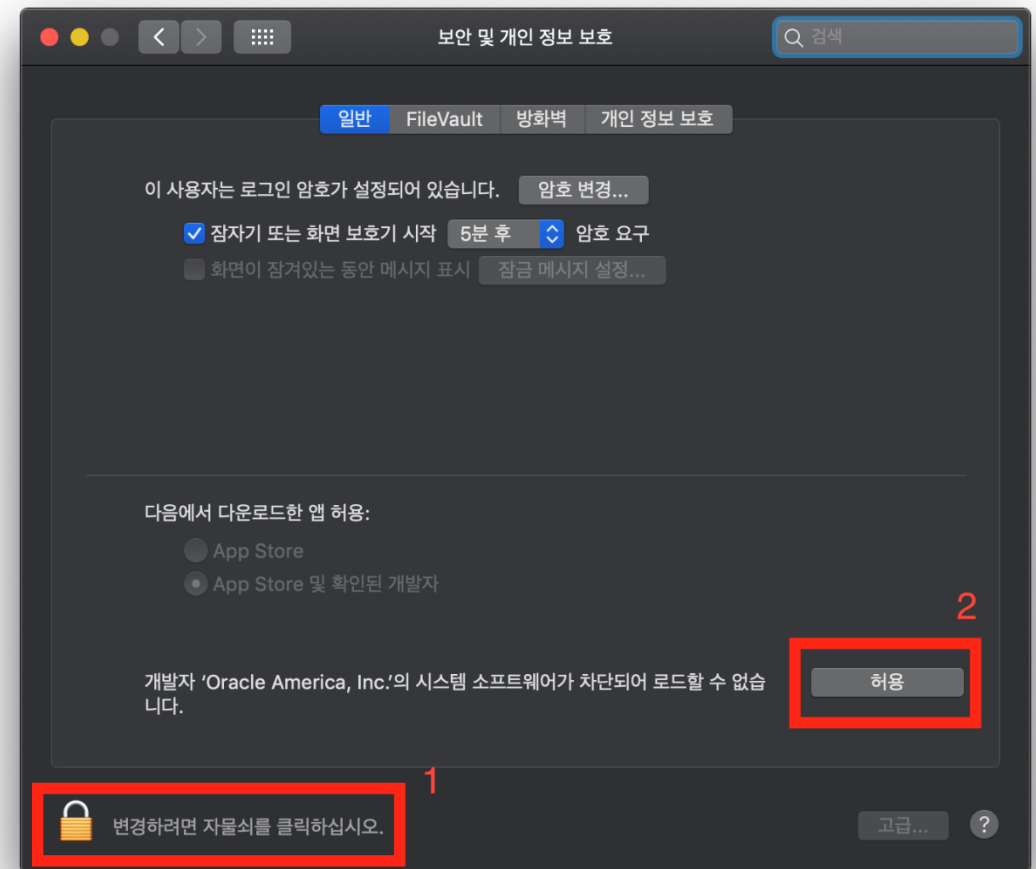 보안 및 개인 정보 보호
검색
일반 FileVault 방화벽 개인 정보 보호
이 사용자는 로그인 암호가 설정되어 있습니다. 암호 변경...
잠자기 또는 화면 보호기 시작 5분 후 암호 요구
화면이 잠겨있는 동안 메시지 표시 잠금 메시지 설정...
다음에서 다운로드한 앱 허용:
App Store
App Store 및 확인된 개발자
2
개발자 ‘Oracle America, Inc.’의 시스템 소프트웨어가 차단되어 로드할 수 없습
니다.
허용
1
변경하려면 자물쇠를 클릭하십시오.
고급... ?